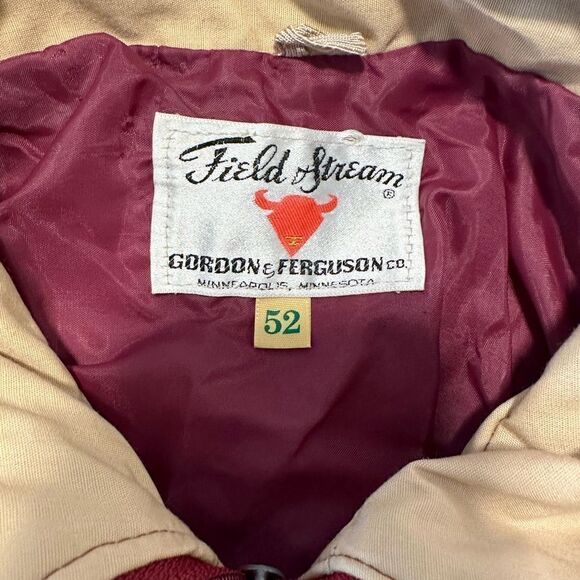 Field & Stream ®
GORDON & FERGUSON CO.
MINNEAPOLIS, MINNESOTA
52